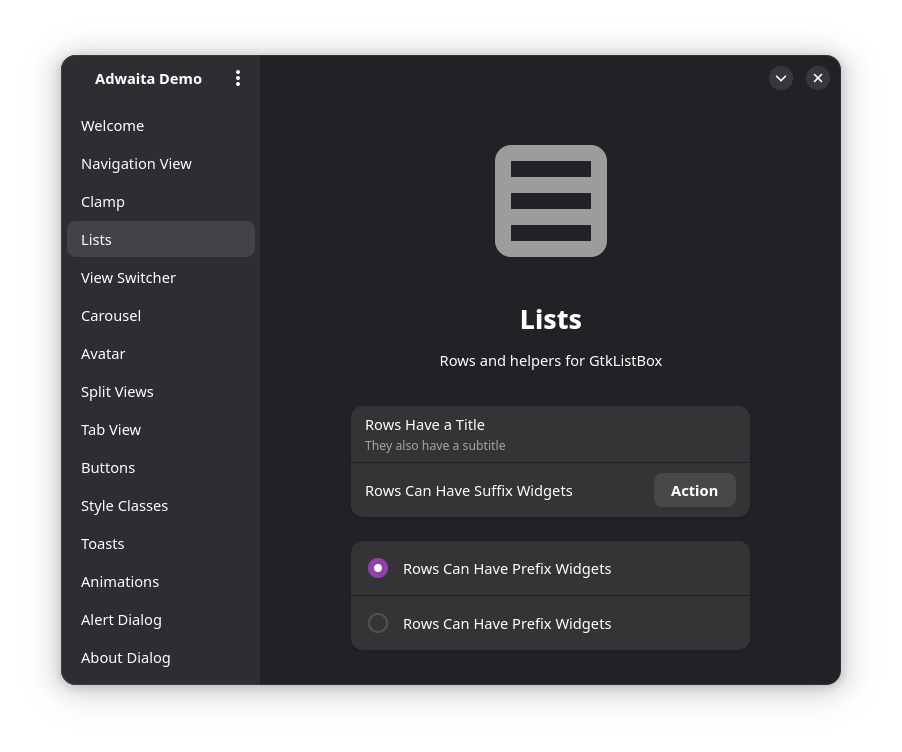 Adwaita Demo
Welcome
Navigation View
Clamp
Lists
View Switcher
Carousel
Avatar
Split Views
Tab View
Buttons
Style Classes
Toasts
Animations
Alert Dialog
About Dialog
Lists
Rows and helpers for GtkListBox
Rows Have a Title
They also have a subtitle
Rows Can Have Suffix Widgets
Action
Rows Can Have Prefix Widgets
Rows Can Have Prefix Widgets